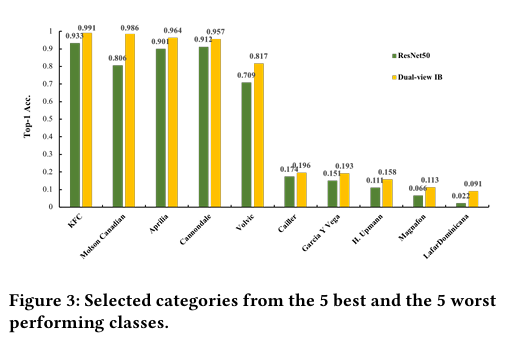 1
0.9
0.8
0.7
0.6
0.5
0.4
0.3
0.2
0.1
0
Top-1 Acc.
0.933 0.991
0.806 0.986
0.901 0.964
0.912 0.957
0.709 0.817
0.174 0.196
0.151 0.193
0.111 0.158
0.066 0.113
0.022 0.091
ResNet50
Dual-view IB
KFC
Molson Canadian
Aprilia
Cannondale
Volvic
Cailler
Garcia Y Vega
H. Upmann
Magnafon
LafarDominicana
Figure 3: Selected categories from the 5 best and the 5 worst
performing classes.